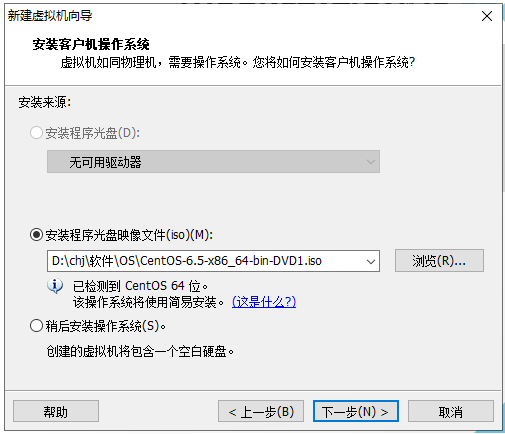 新建虚拟机向导
安装客户机操作系统
虚拟机如同物理机，需要操作系统。您将如何安装客户机操作系统?
安装来源:
安装程序光盘(D):
无可用驱动器
安装程序光盘映像文件(iso)(M):
D:\chj\软件\OS\CentOS-6.5-x86_64-bin-DVD1.iso
浏览(R)...
已检测到 CentOS 64 位。
该操作系统将使用简易安装。(这是什么?)
稍后安装操作系统(S)。
创建的虚拟机将包含一个空白硬盘。
帮助
< 上一步(B)
下一步(N) >
取消